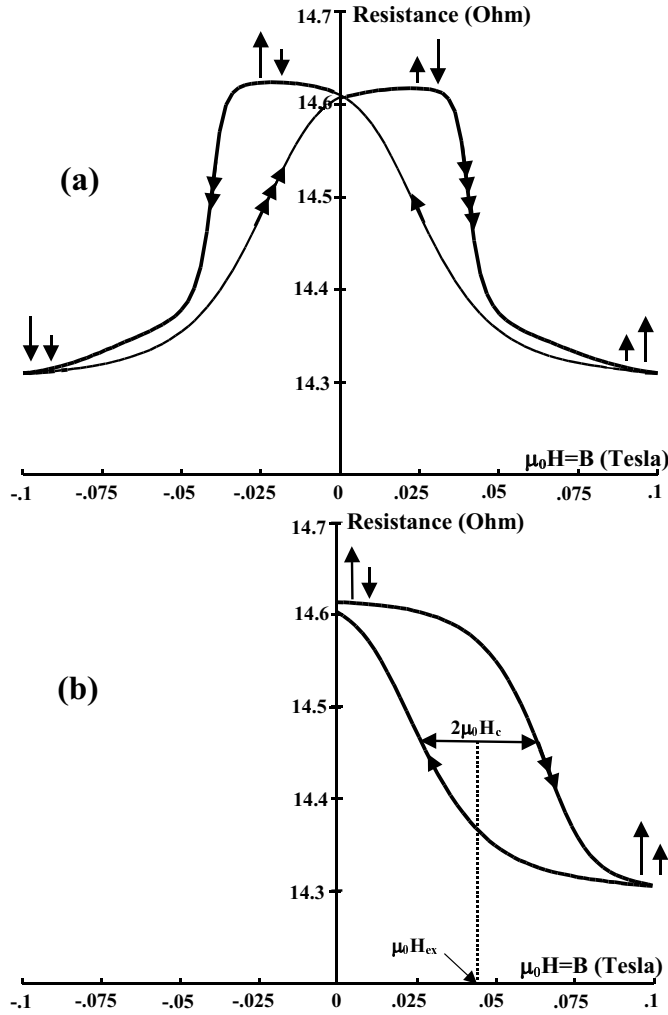 14.7
Resistance (Ohm)
14.6
(a)
14.5
14.4
14.3
μ₀H=B (Tesla)
-.1 -.075 -.05 -.025 0 .025 .05 .075 .1
14.7
Resistance (Ohm)
14.6
(b)
14.5
2μ₀Hc
14.4
14.3
μ₀Hex
μ₀H=B (Tesla)
-.1 -.075 -.05 -.025 0 .025 .05 .075 .1